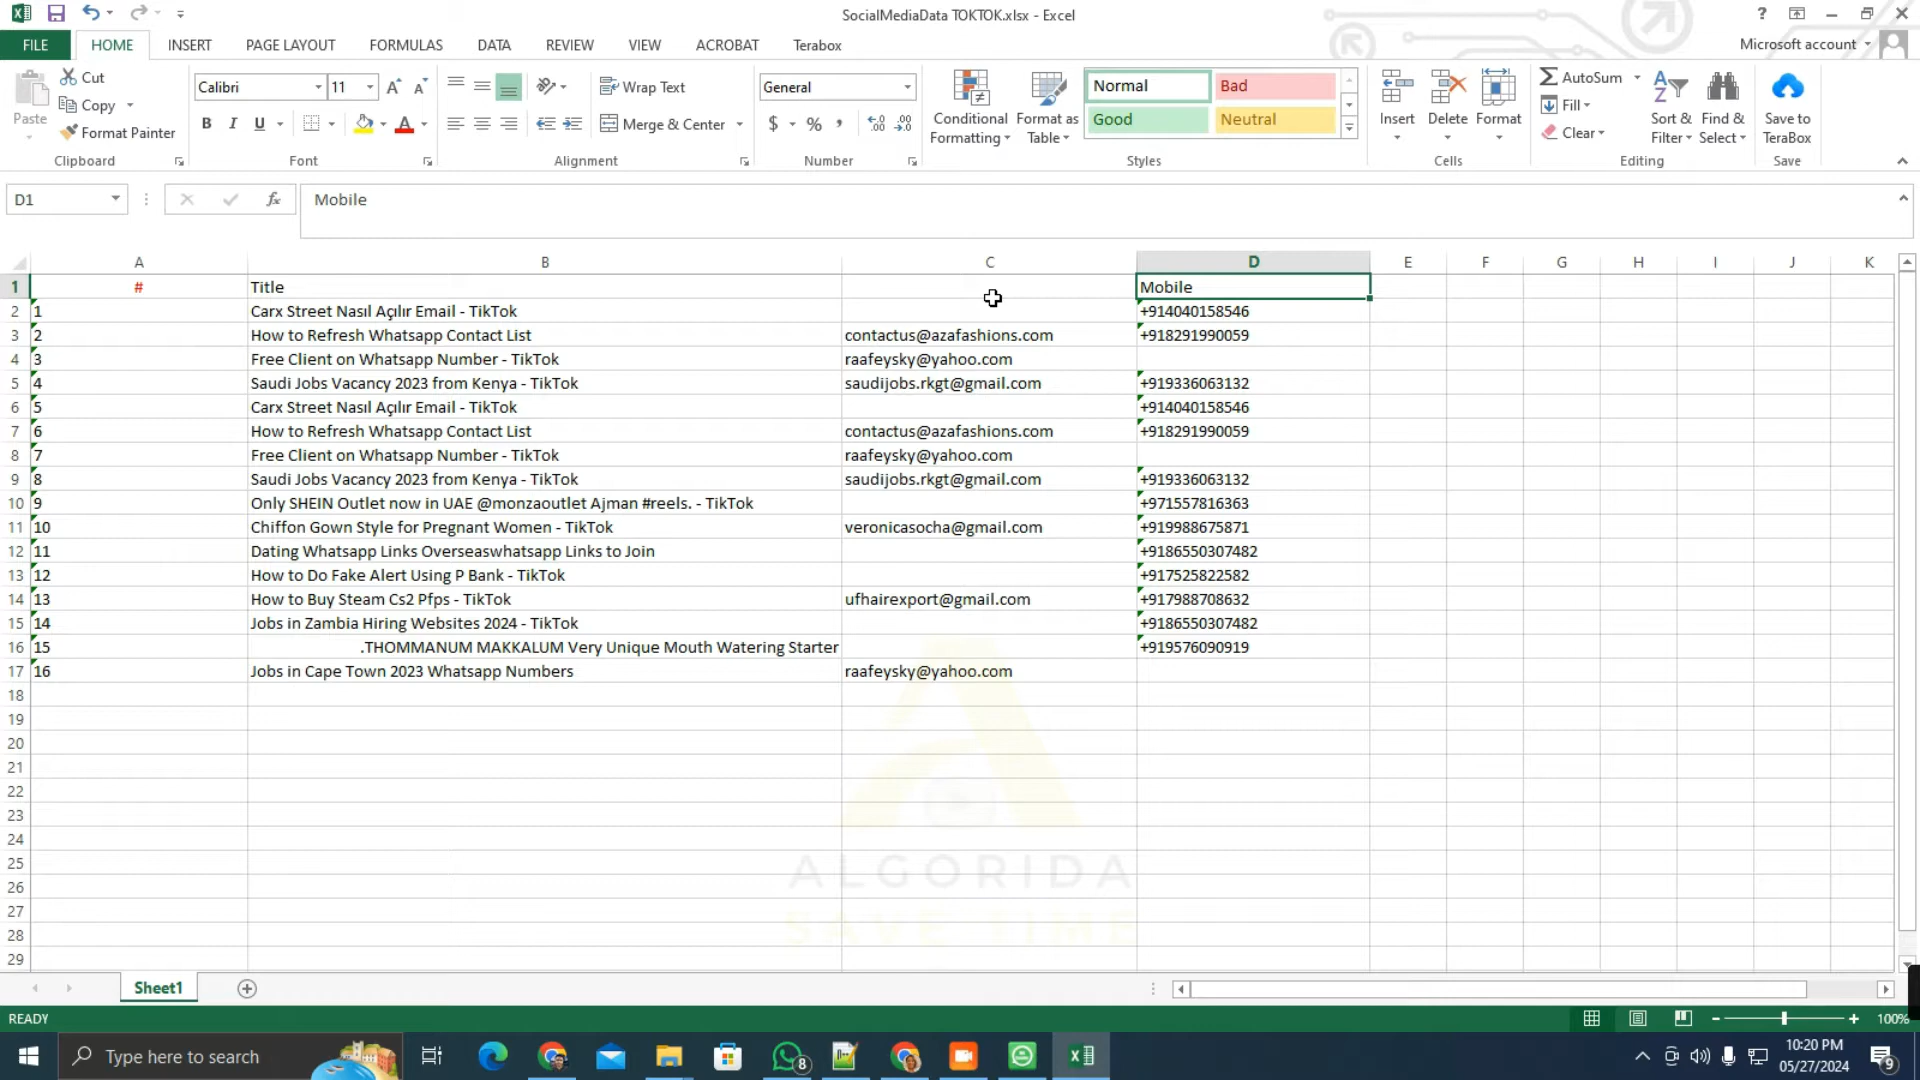 SocialMediaData TOKTOK.xlsx - Excel
FILE HOME INSERT PAGE LAYOUT FORMULAS DATA REVIEW VIEW ACROBAT Terabox Microsoft account
Paste Cut Copy Format Painter Clipboard
Calibri 11 Font
Wrap Text Merge & Center Alignment
General Number
Conditional Formatting Format as Table Normal Bad Good Neutral Styles
Insert Delete Format Cells
AutoSum Fill Clear Sort & Filter Find & Select Editing
Save to TeraBox Save
D1 Mobile
A B C D E F G H I J K
1 # Title Mobile
2 1 Carx Street Nasıl Açılır Email - TikTok +914040158546
3 2 How to Refresh Whatsapp Contact List contactus@azafashions.com +918291990059
4 3 Free Client on Whatsapp Number - TikTok raafeysky@yahoo.com
5 4 Saudi Jobs Vacancy 2023 from Kenya - TikTok saudijobs.rkgt@gmail.com +919336063132
6 5 Carx Street Nasıl Açılır Email - TikTok +914040158546
7 6 How to Refresh Whatsapp Contact List contactus@azafashions.com +918291990059
8 7 Free Client on Whatsapp Number - TikTok raafeysky@yahoo.com
9 8 Saudi Jobs Vacancy 2023 from Kenya - TikTok saudijobs.rkgt@gmail.com +919336063132
10 9 Only SHEIN Outlet now in UAE @monzaoutlet Ajman #reels. - TikTok +971557816363
11 10 Chiffon Gown Style for Pregnant Women - TikTok veronicasocha@gmail.com +919988675871
12 11 Dating Whatsapp Links Overseaswhatsapp Links to Join +9186550307482
13 12 How to Do Fake Alert Using P Bank - TikTok +917525822582
14 13 How to Buy Steam Cs2 Pfps - TikTok ufhairexport@gmail.com +917988708632
15 14 Jobs in Zambia Hiring Websites 2024 - TikTok +9186550307482
16 15 .THOMMANUM MAKKALUM Very Unique Mouth Watering Starter +919576090919
17 16 Jobs in Cape Town 2023 Whatsapp Numbers raafeysky@yahoo.com
18
19
20
21
22
23
24
25
26
27
28
29
ALGORIDA
SAVE TIME
Sheet1
READY 100%
Type here to search 8 10:20 PM 05/27/2024 9